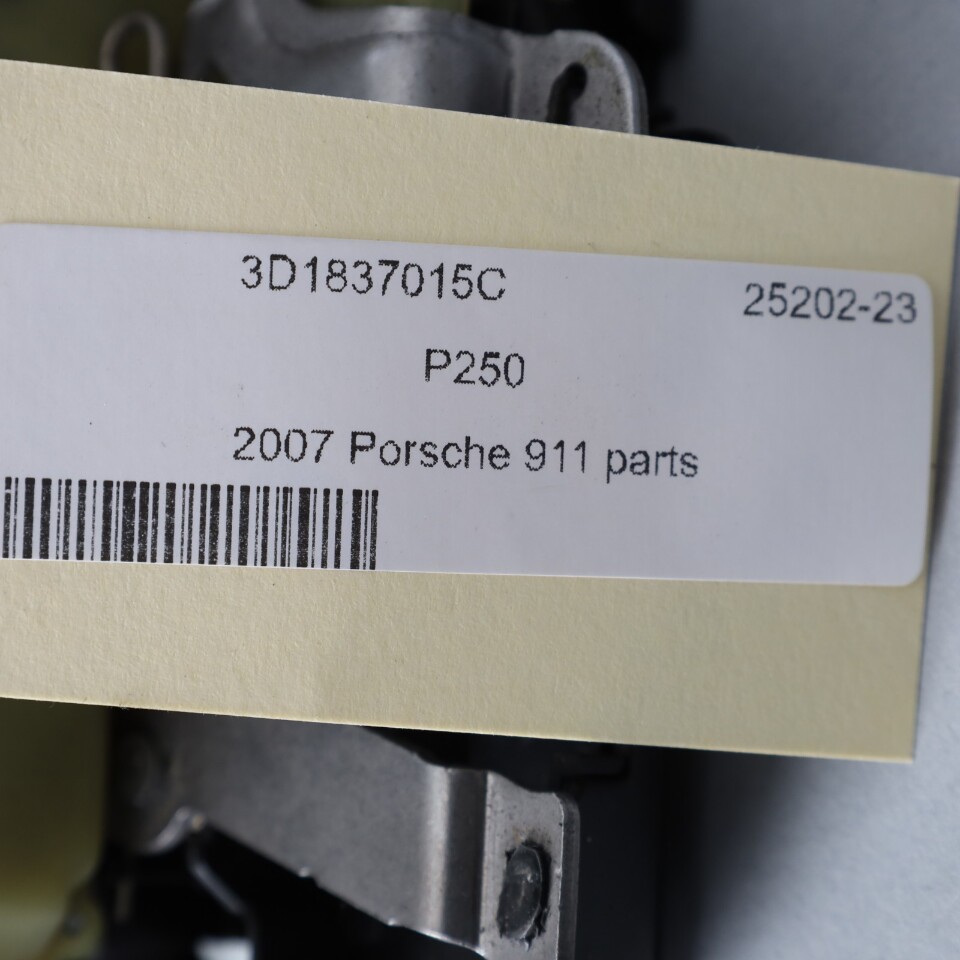 3D1837015C
25202-23
P250
2007 Porsche 911 parts